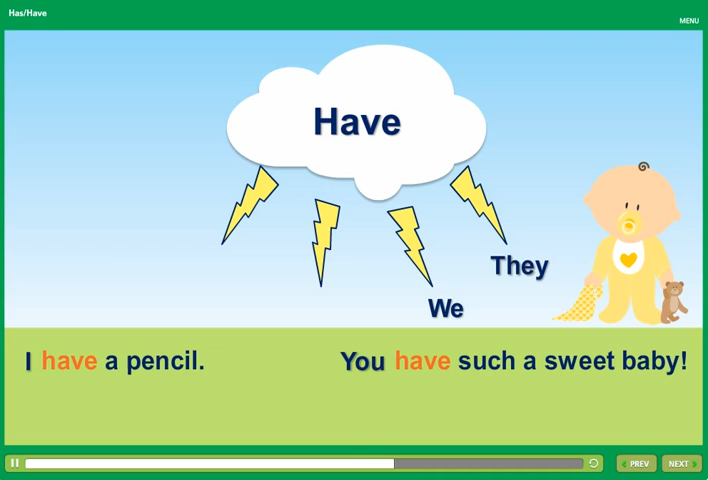 Has/Have
MENU
Have
They
We
I have a pencil.
You have such a sweet baby!
PREV
NEXT